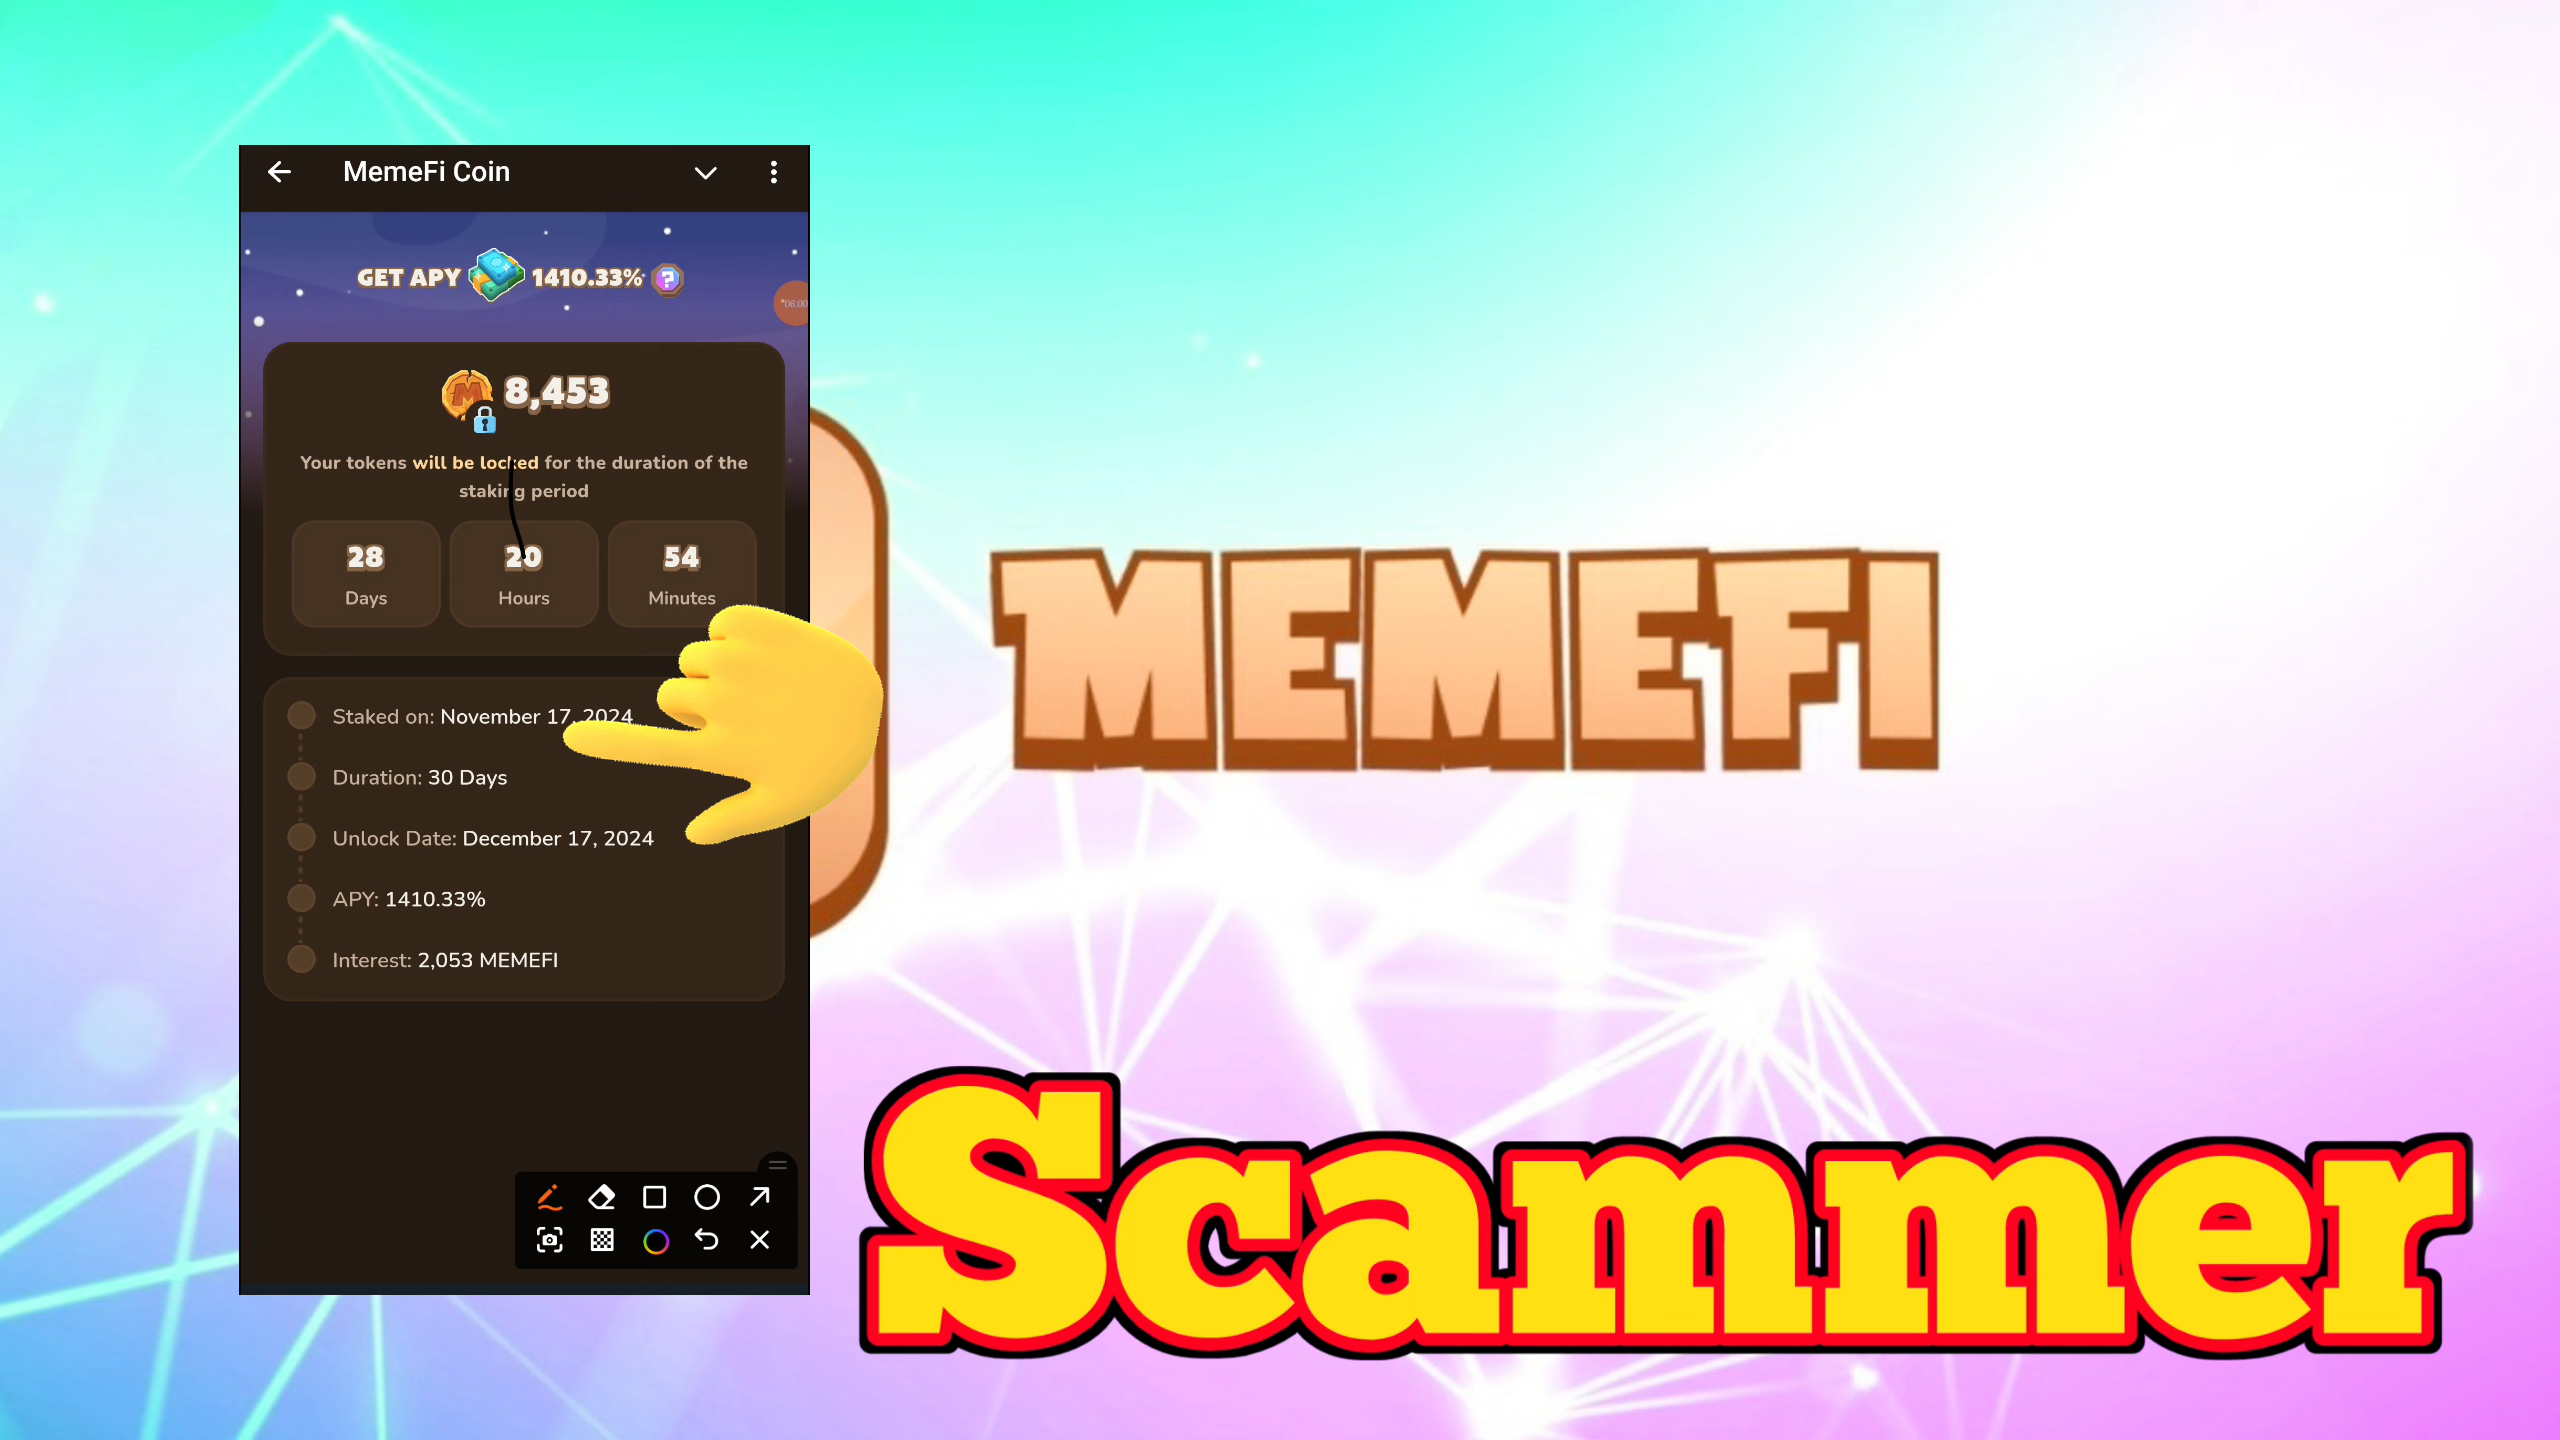 MemeFi Coin
GET APY 1410.33% ?
8,453
Your tokens will be locked for the duration of the
staking period
28 20 54
Days Hours Minutes
Staked on: November 17, 2024
Duration: 30 Days
Unlock Date: December 17, 2024
APY: 1410.33%
Interest: 2,053 MEMEFI
MEMEFI
Scammer